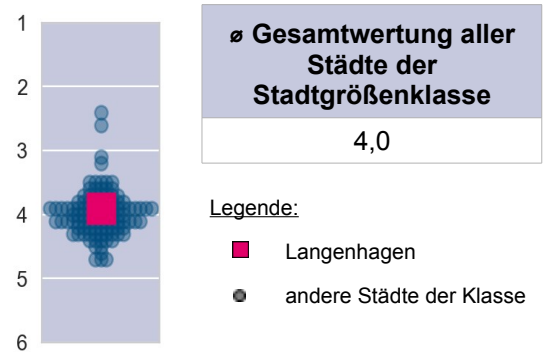 1
2
3
4
5
6
ø Gesamtwertung aller
Städte der
Stadtgrößenklasse
4,0
Legende:
Langenhagen
andere Städte der Klasse